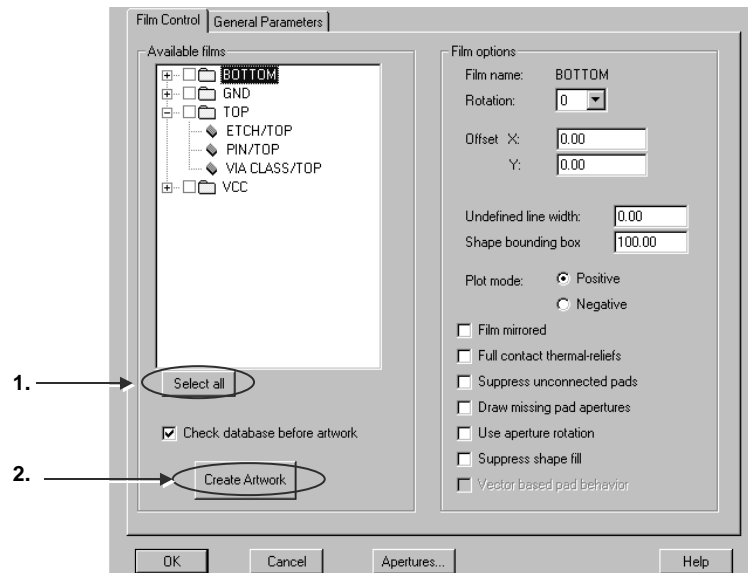 Film Control
General Parameters
Available films
BOTTOM
GND
TOP
ETCH/TOP
PIN/TOP
VIA CLASS/TOP
VCC
1.
Select all
Check database before artwork
2.
Create Artwork
Film options
Film name: BOTTOM
Rotation: 0
Offset X: 0.00
Y: 0.00
Undefined line width: 0.00
Shape bounding box 100.00
Plot mode: Positive
Negative
Film mirrored
Full contact thermal-reliefs
Suppress unconnected pads
Draw missing pad apertures
Use aperture rotation
Suppress shape fill
Vector based pad behavior
OK
Cancel
Apertures...
Help